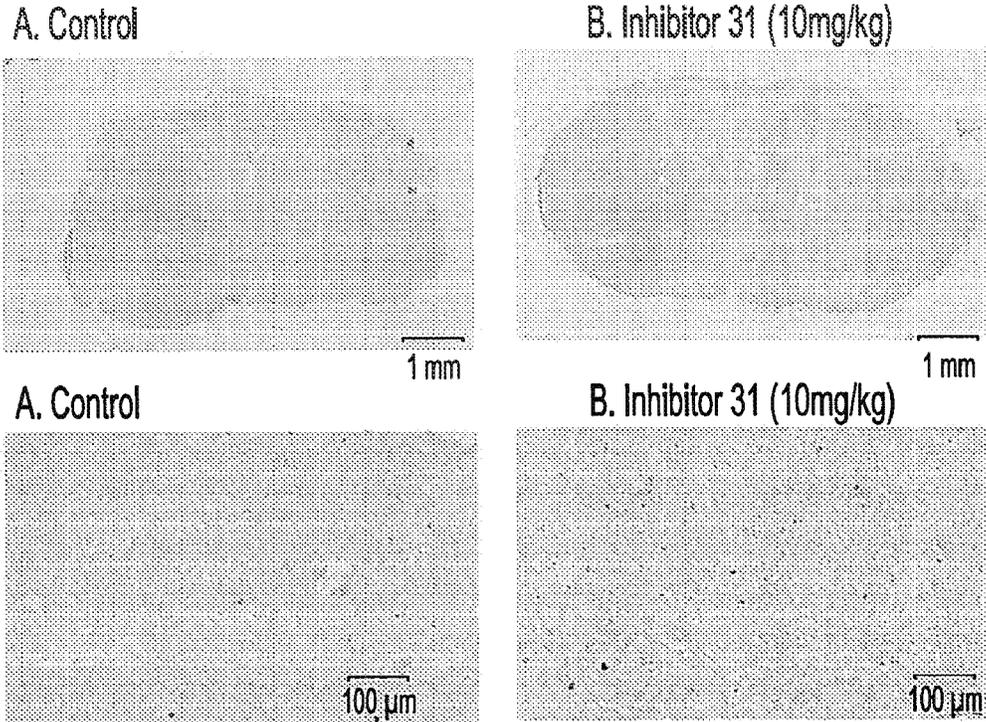 A. Control
B. Inhibitor 31 (10mg/kg)
1 mm
1 mm
A. Control
B. Inhibitor 31 (10mg/kg)
100 µm
100 µm